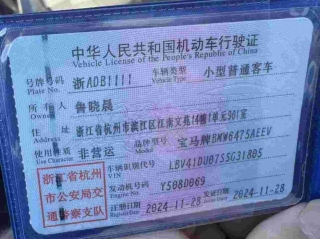 中华人民共和国机动车行驶证
Vehicle License of the People's Republic of China
号牌号码 浙ADB1111 车辆类型 小型普通客车
Plate No. Vehicle Type
所有人 鲁晓晨
Owner
住址 浙江省杭州市滨江区江南文苑14幢1单元301室
Address
使用性质 非营运 品牌型号 宝马牌BMW6475AEEV
Use Character Model
浙江省杭州
市公安局交
通警察支队
车辆识别代号
VIN
发动机号码 Y5080069
Engine No.
注册日期 2024-11-28 发证日期 2024-11-28
Register Date Issue Date